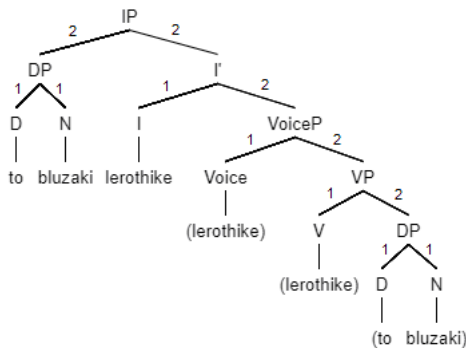 IP
2 2
DP I'
1 1 1 2
D N I VoiceP
1 2
to bluzaki lerothike Voice VP
1 2
(lerothike) V DP
1 1
(lerothike) D N
(to bluzaki)